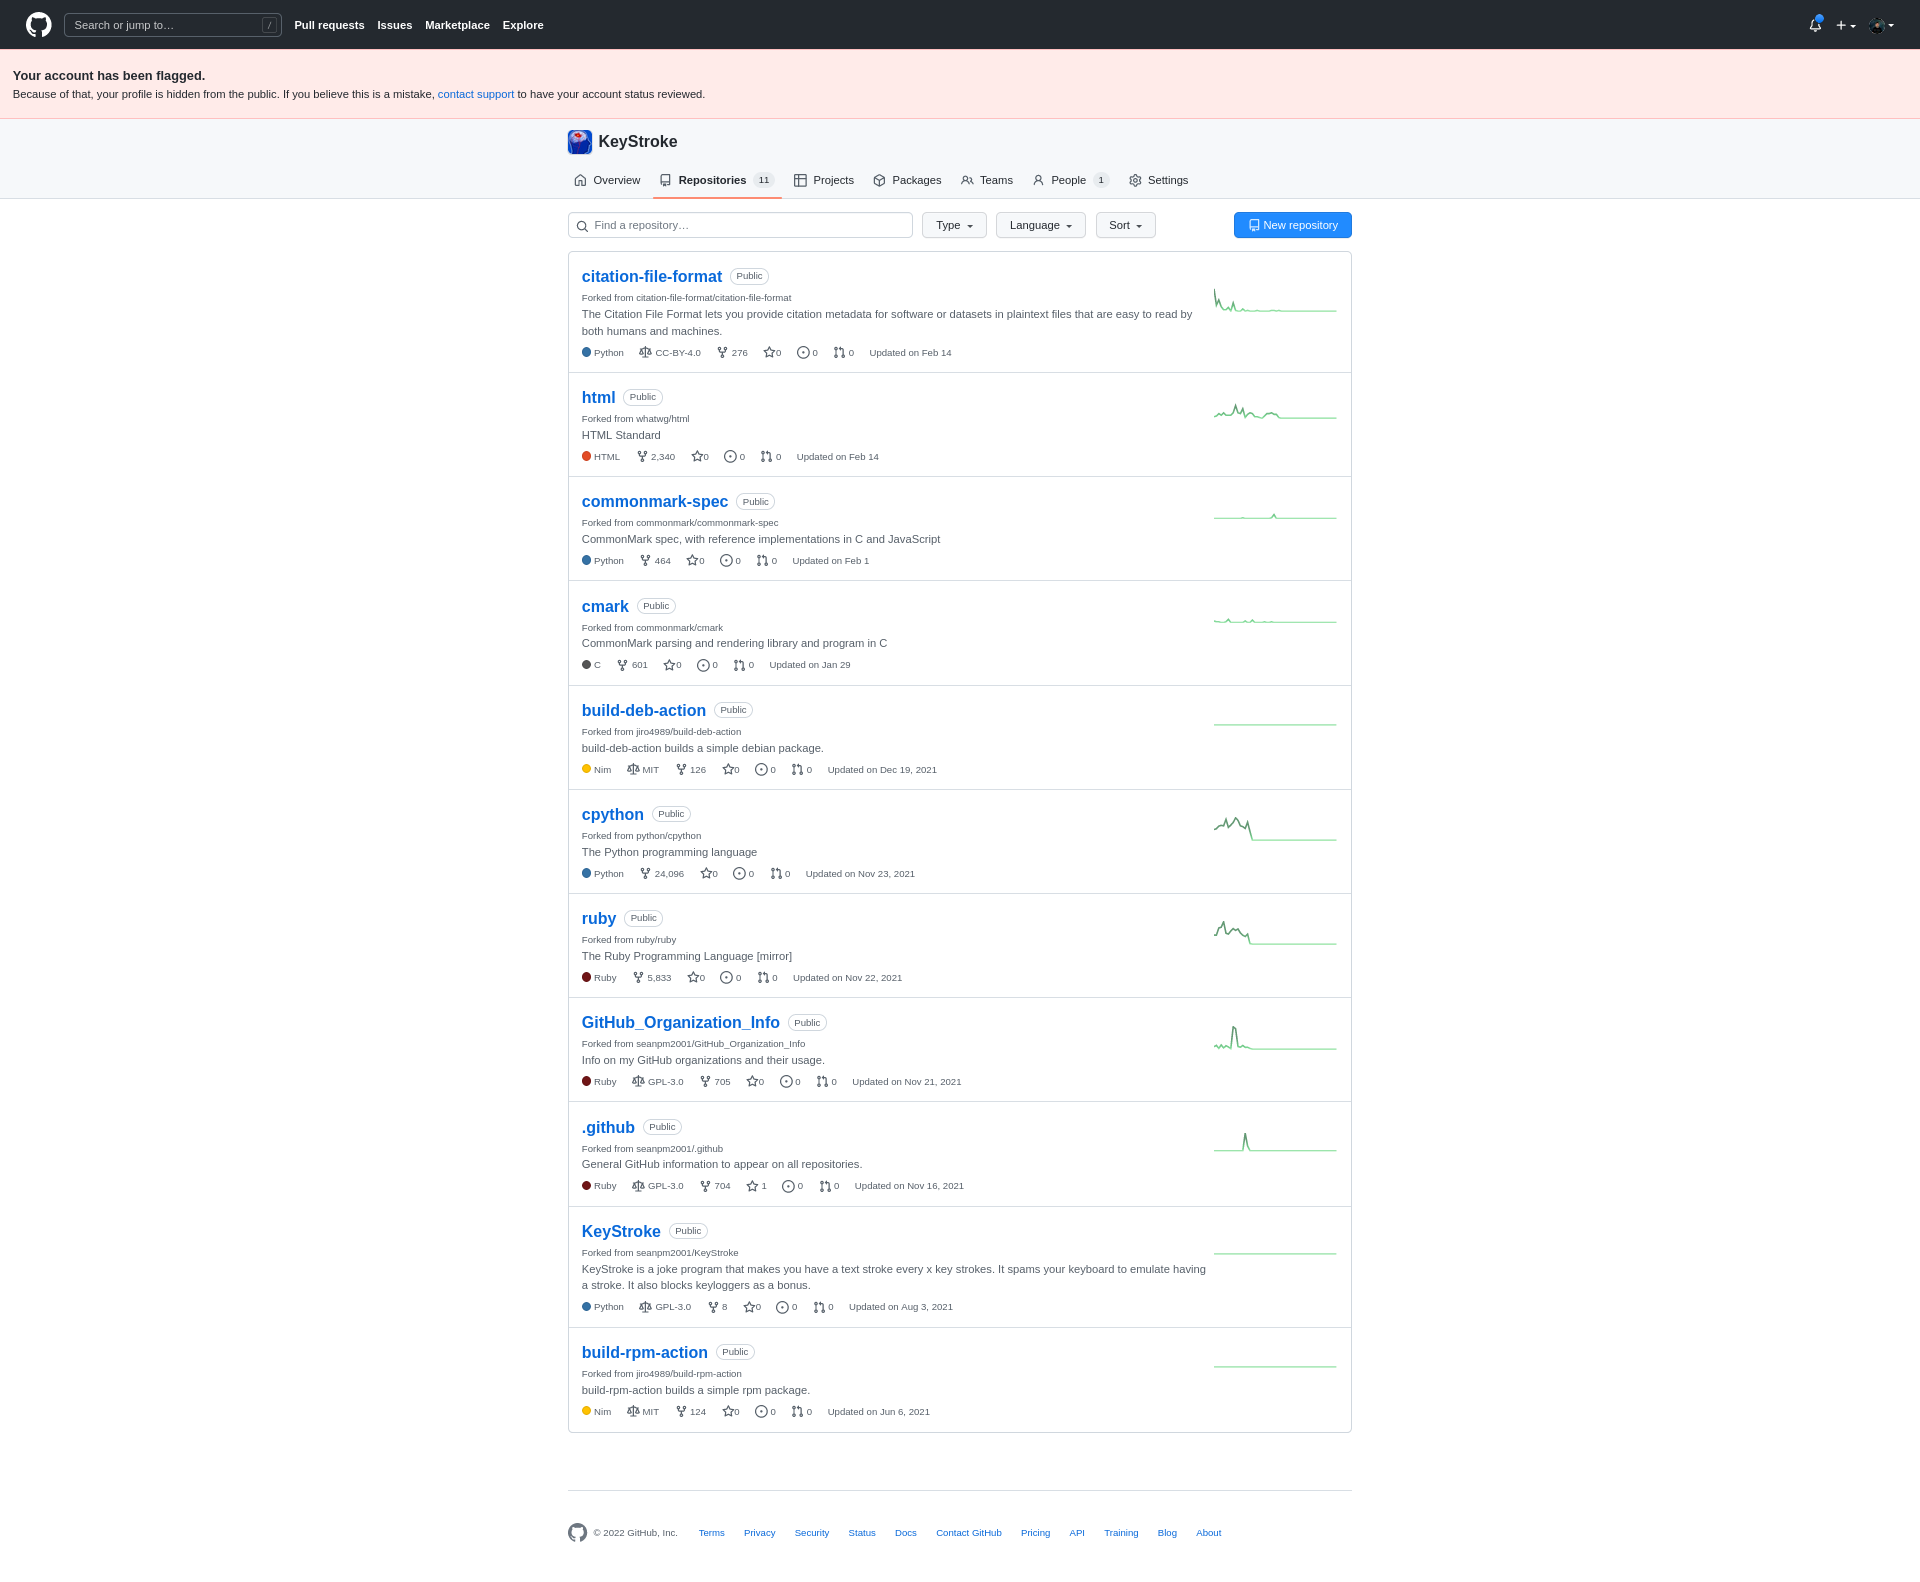 Search or jump to… /
Pull requests Issues Marketplace Explore
Your account has been flagged.
Because of that, your profile is hidden from the public. If you believe this is a mistake, contact support to have your account status reviewed.
KeyStroke
Overview Repositories 11 Projects Packages Teams People 1 Settings
Find a repository… Type Language Sort New repository
citation-file-format Public
Forked from citation-file-format/citation-file-format
The Citation File Format lets you provide citation metadata for software or datasets in plaintext files that are easy to read by
both humans and machines.
Python CC-BY-4.0 276 0 0 0 Updated on Feb 14
html Public
Forked from whatwg/html
HTML Standard
HTML 2,340 0 0 0 Updated on Feb 14
commonmark-spec Public
Forked from commonmark/commonmark-spec
CommonMark spec, with reference implementations in C and JavaScript
Python 464 0 0 0 Updated on Feb 1
cmark Public
Forked from commonmark/cmark
CommonMark parsing and rendering library and program in C
C 601 0 0 0 Updated on Jan 29
build-deb-action Public
Forked from jiro4989/build-deb-action
build-deb-action builds a simple debian package.
Nim MIT 126 0 0 0 Updated on Dec 19, 2021
cpython Public
Forked from python/cpython
The Python programming language
Python 24,096 0 0 0 Updated on Nov 23, 2021
ruby Public
Forked from ruby/ruby
The Ruby Programming Language [mirror]
Ruby 5,833 0 0 0 Updated on Nov 22, 2021
GitHub_Organization_Info Public
Forked from seanpm2001/GitHub_Organization_Info
Info on my GitHub organizations and their usage.
Ruby GPL-3.0 705 0 0 0 Updated on Nov 21, 2021
.github Public
Forked from seanpm2001/.github
General GitHub information to appear on all repositories.
Ruby GPL-3.0 704 1 0 0 Updated on Nov 16, 2021
KeyStroke Public
Forked from seanpm2001/KeyStroke
KeyStroke is a joke program that makes you have a text stroke every x key strokes. It spams your keyboard to emulate having
a stroke. It also blocks keyloggers as a bonus.
Python GPL-3.0 8 0 0 0 Updated on Aug 3, 2021
build-rpm-action Public
Forked from jiro4989/build-rpm-action
build-rpm-action builds a simple rpm package.
Nim MIT 124 0 0 0 Updated on Jun 6, 2021
© 2022 GitHub, Inc. Terms Privacy Security Status Docs Contact GitHub Pricing API Training Blog About